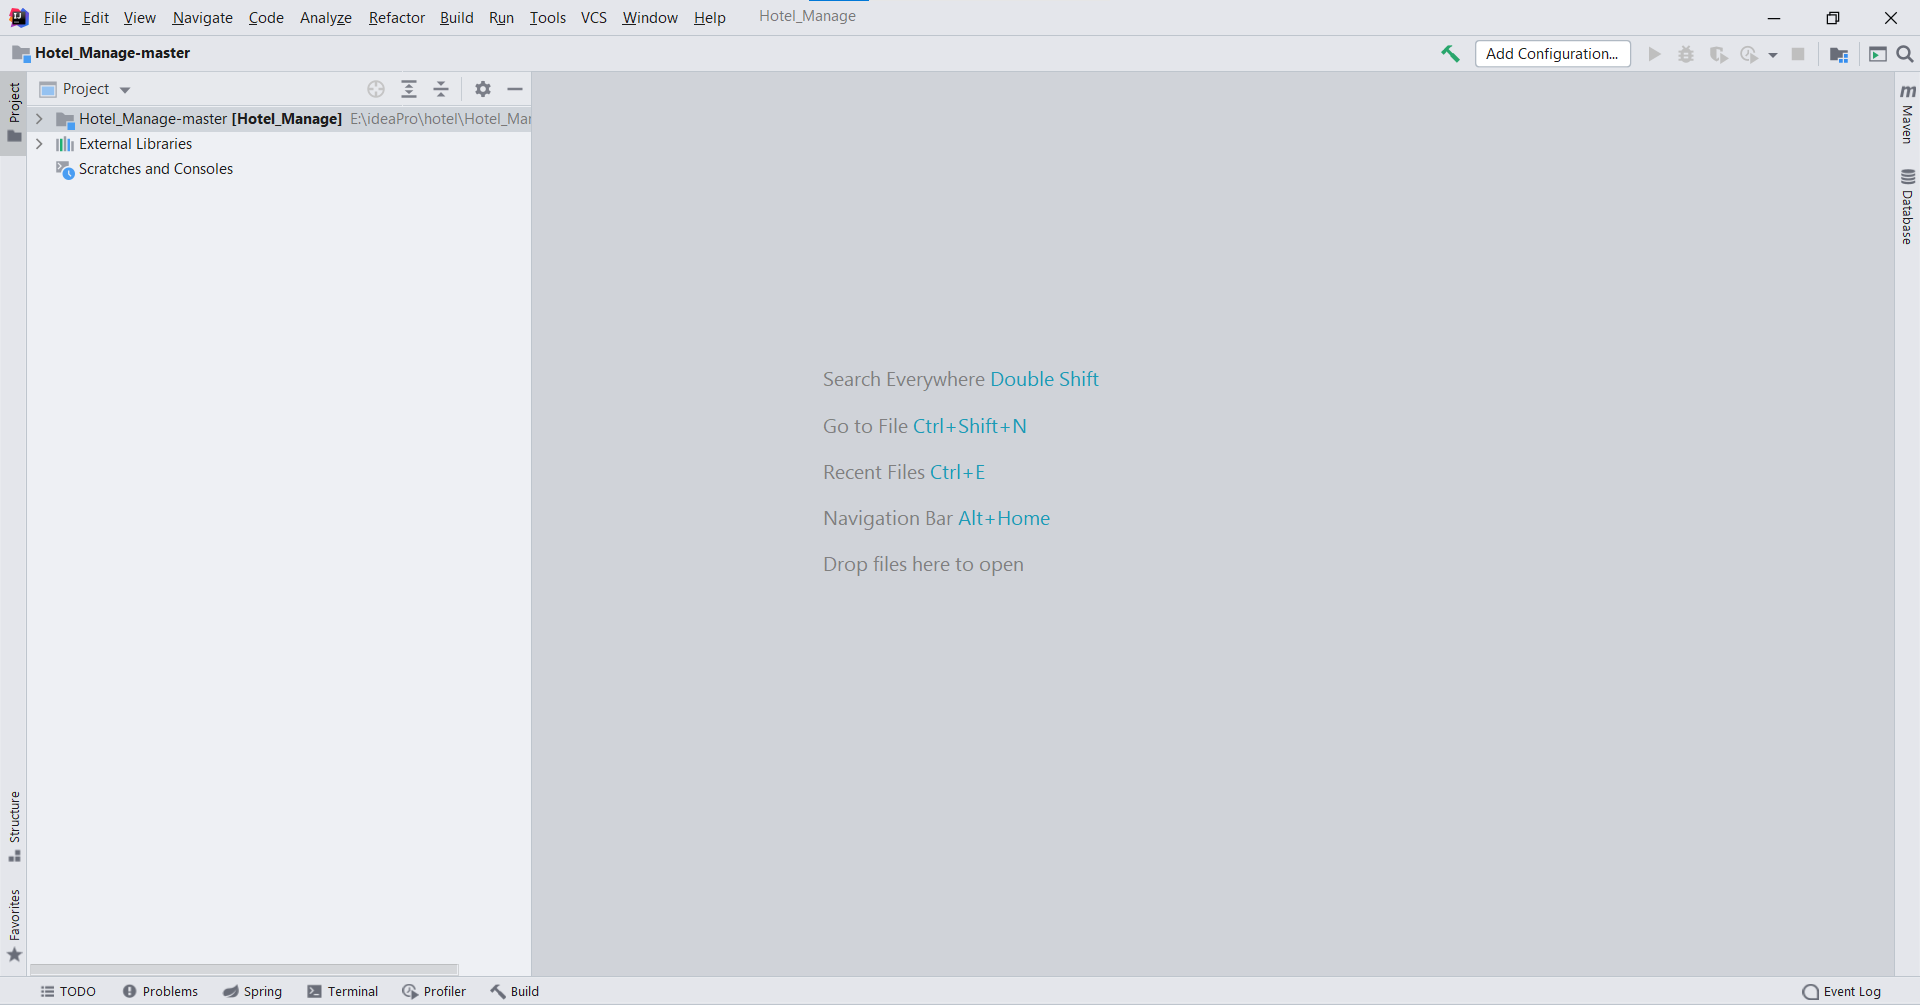 File Edit View Navigate Code Analyze Refactor Build Run Tools VCS Window Help Hotel_Manage
Hotel_Manage-master
Add Configuration...
Project
Project
Hotel_Manage-master [Hotel_Manage] E:\ideaPro\hotel\Hotel_Mar
External Libraries
Scratches and Consoles
Maven
Database
Search Everywhere Double Shift
Go to File Ctrl+Shift+N
Recent Files Ctrl+E
Navigation Bar Alt+Home
Drop files here to open
Structure
Favorites
TODO Problems Spring Terminal Profiler Build Event Log